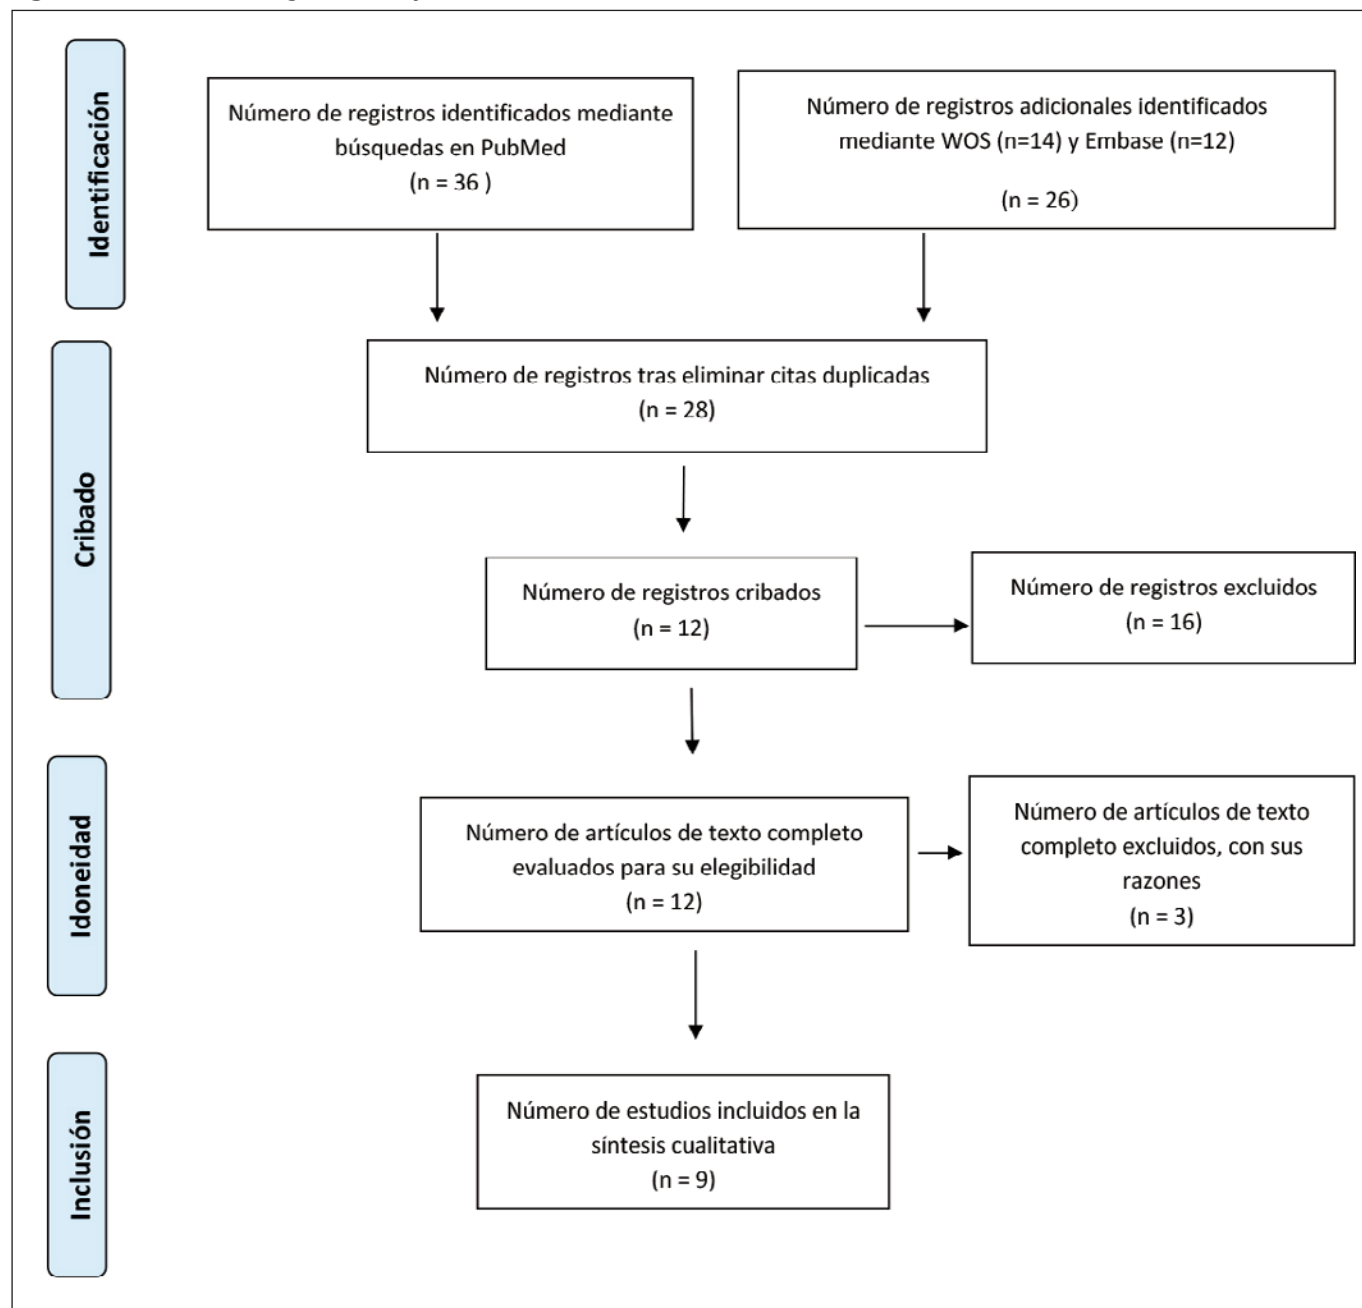 Identificación
Número de registros identificados mediante
búsquedas en PubMed
(n = 36 )
Número de registros adicionales identificados
mediante WOS (n=14) y Embase (n=12)
(n = 26)
Cribado
Número de registros tras eliminar citas duplicadas
(n = 28)
Número de registros cribados
(n = 12)
Número de registros excluidos
(n = 16)
Idoneidad
Número de artículos de texto completo
evaluados para su elegibilidad
(n = 12)
Número de artículos de texto
completo excluidos, con sus
razones
(n = 3)
Inclusión
Número de estudios incluidos en la
síntesis cualitativa
(n = 9)